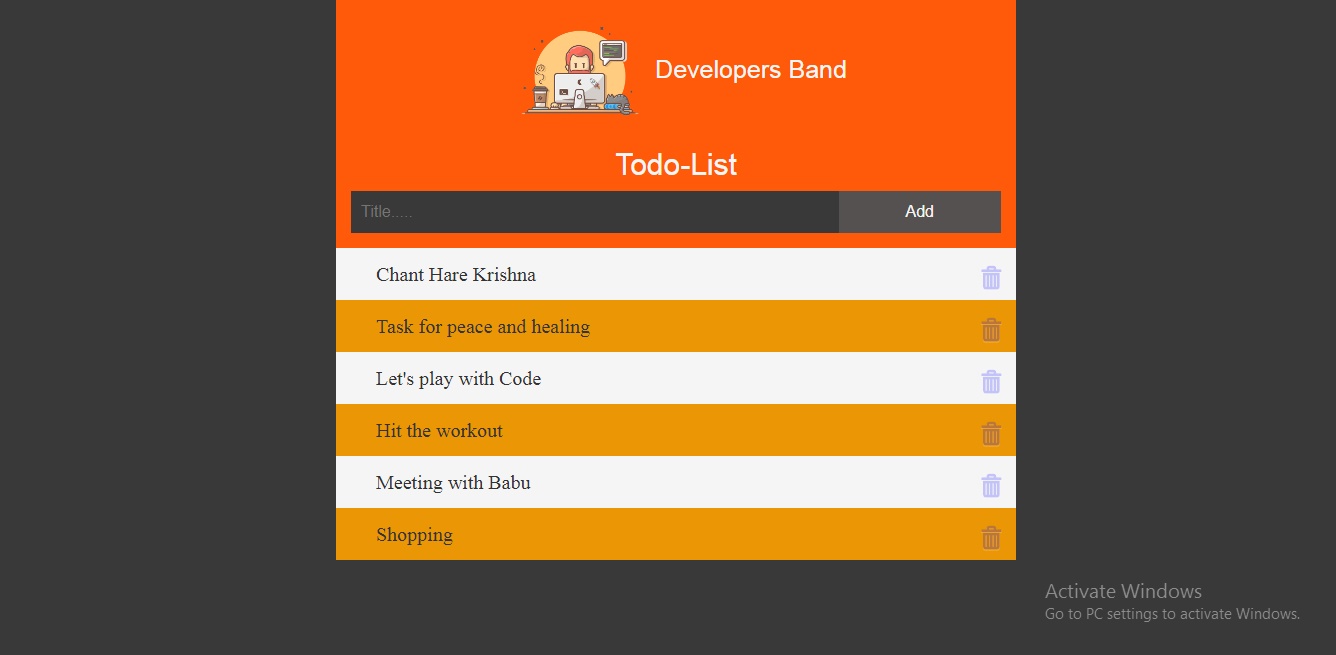 Developers Band
Todo-List
Title.....
Add
Chant Hare Krishna
Task for peace and healing
Let's play with Code
Hit the workout
Meeting with Babu
Shopping
Activate Windows
Go to PC settings to activate Windows.